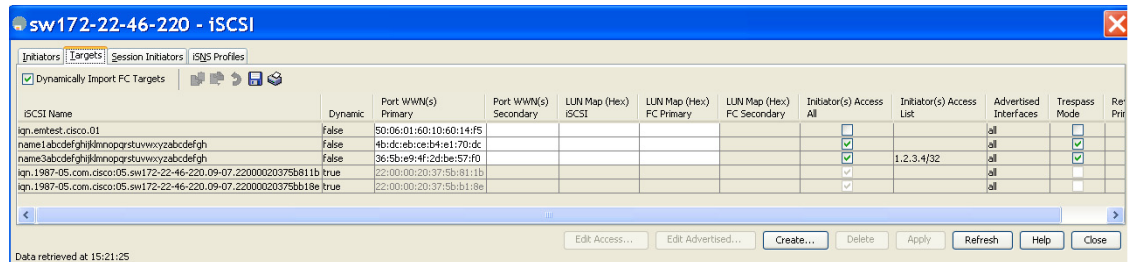 sw172-22-46-220 - iSCSI
Initiators Targets Session Initiators iSNS Profiles
Dynamically Import FC Targets
iSCSI Name Dynamic Port WWN(s) Primary Port WWN(s) Secondary LUN Map (Hex) iSCSI LUN Map (Hex) FC Primary LUN Map (Hex) FC Secondary Initiator(s) Access All Initiator(s) Access List Advertised Interfaces Trespass Mode Re Prin
iqn.emtest.cisco.01 false 50:06:01:60:10:60:14:f5 all
name1abcdefghijklmnopqrstuvwxyzabcdefgh false 4b:dc:eb:ce:b4:e1:70:dc all
name3abcdefghijklmnopqrstuvwxyzabcdefgh false 36:5b:e9:4f:2d:be:57:f0 1.2.3.4/32 all
iqn.1987-05.com.cisco:05.sw172-22-46-220.09-07.22000020375b811b true 22:00:00:20:37:5b:81:1b all
iqn.1987-05.com.cisco:05.sw172-22-46-220.09-07.22000020375bb18e true 22:00:00:20:37:5b:b1:8e all
Edit Access... Edit Advertised... Create... Delete Apply Refresh Help Close
Data retrieved at 15:21:25